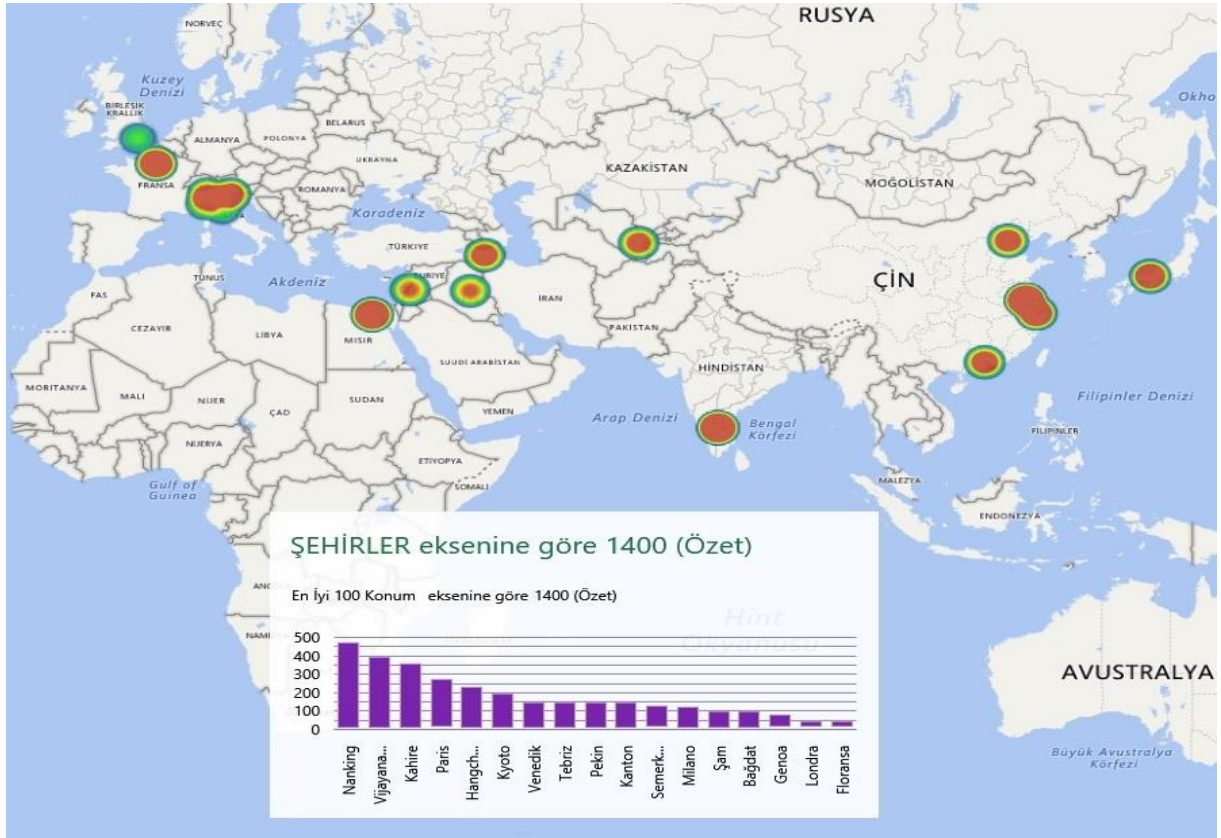 RUSYA
NORVEÇ
Kuzey
Denizi
Okho
BİRLEŞİK
KRALLIK
BELARUS
ALMANYA
POLONYA
UKRAYNA
KAZAKİSTAN
FRANSA
MOĞOLİSTAN
ROMANYA
Karadeniz
TÜRKİYE
ÇİN
TUNUS
Akdeniz
FAS
İRAN
CEZAYİR
LİBYA
MISIR
PAKİSTAN
SUUDİ ARABİSTAN
HİNDİSTAN
MORİTANYA
MALİ
NİJER
ÇAD
SUDAN
YEMEN
Arap Denizi
Bengal
Körfezi
Filipinler Denizi
FİLİPİNLER
NİJERYA
ETİYOPYA
Gulf of
Guinea
SOMALİ
MALEZYA
ENDONEZYA
ŞEHİRLER eksenine göre 1400 (Özet)
En İyi 100 Konum eksenine göre 1400 (Özet)
Hint
Okyanusu
500
400
300
200
100
0
Nanking
Vijayana...
Kahire
Paris
Hangch...
Kyoto
Venedik
Tebriz
Pekin
Kanton
Semerk...
Milano
Şam
Bağdat
Genoa
Londra
Floransa
AVUSTRALYA
Büyük Avustralya
Körfezi